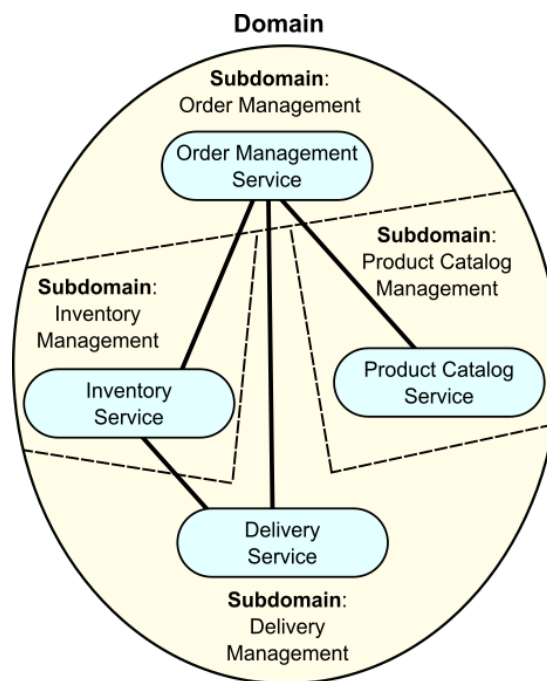 Domain
Subdomain:
Order Management
Order Management
Service
Subdomain:
Product Catalog
Management
Subdomain:
Inventory
Management
Product Catalog
Service
Inventory
Service
Delivery
Service
Subdomain:
Delivery
Management